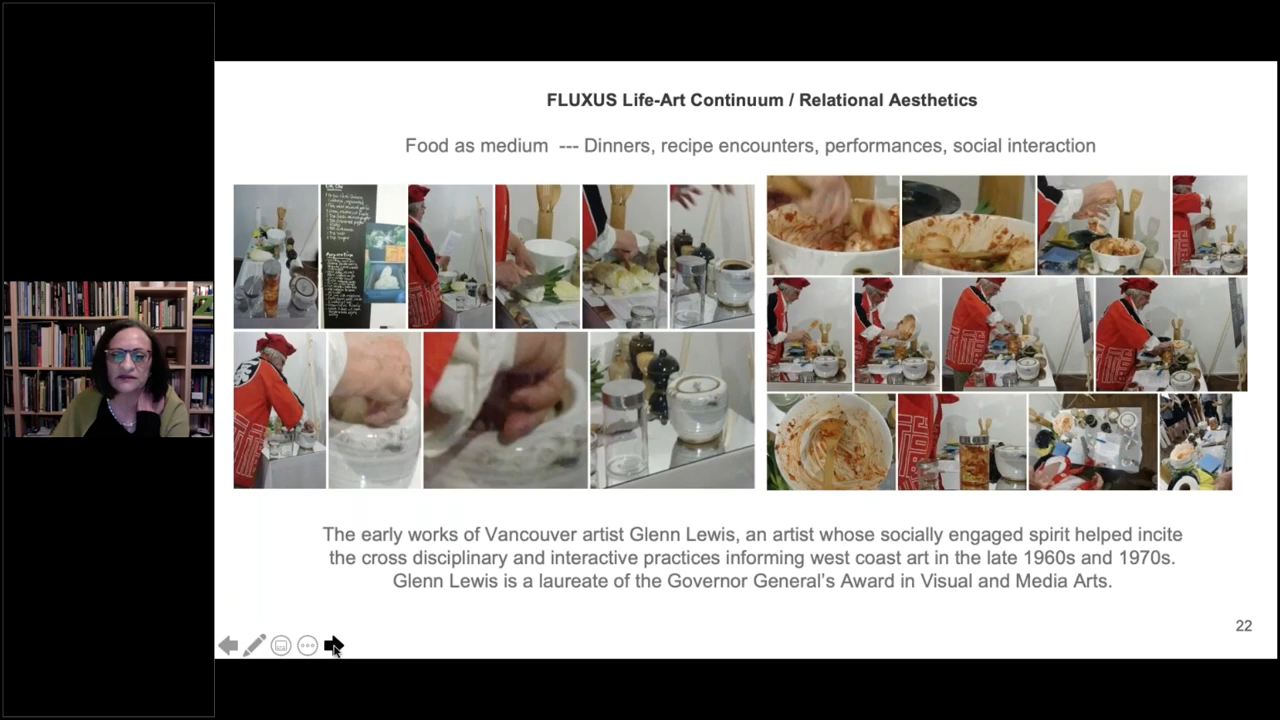 FLUXUS Life-Art Continuum / Relational Aesthetics
Food as medium --- Dinners, recipe encounters, performances, social interaction
The early works of Vancouver artist Glenn Lewis, an artist whose socially engaged spirit helped incite
the cross disciplinary and interactive practices informing west coast art in the late 1960s and 1970s.
Glenn Lewis is a laureate of the Governor General's Award in Visual and Media Arts.
22